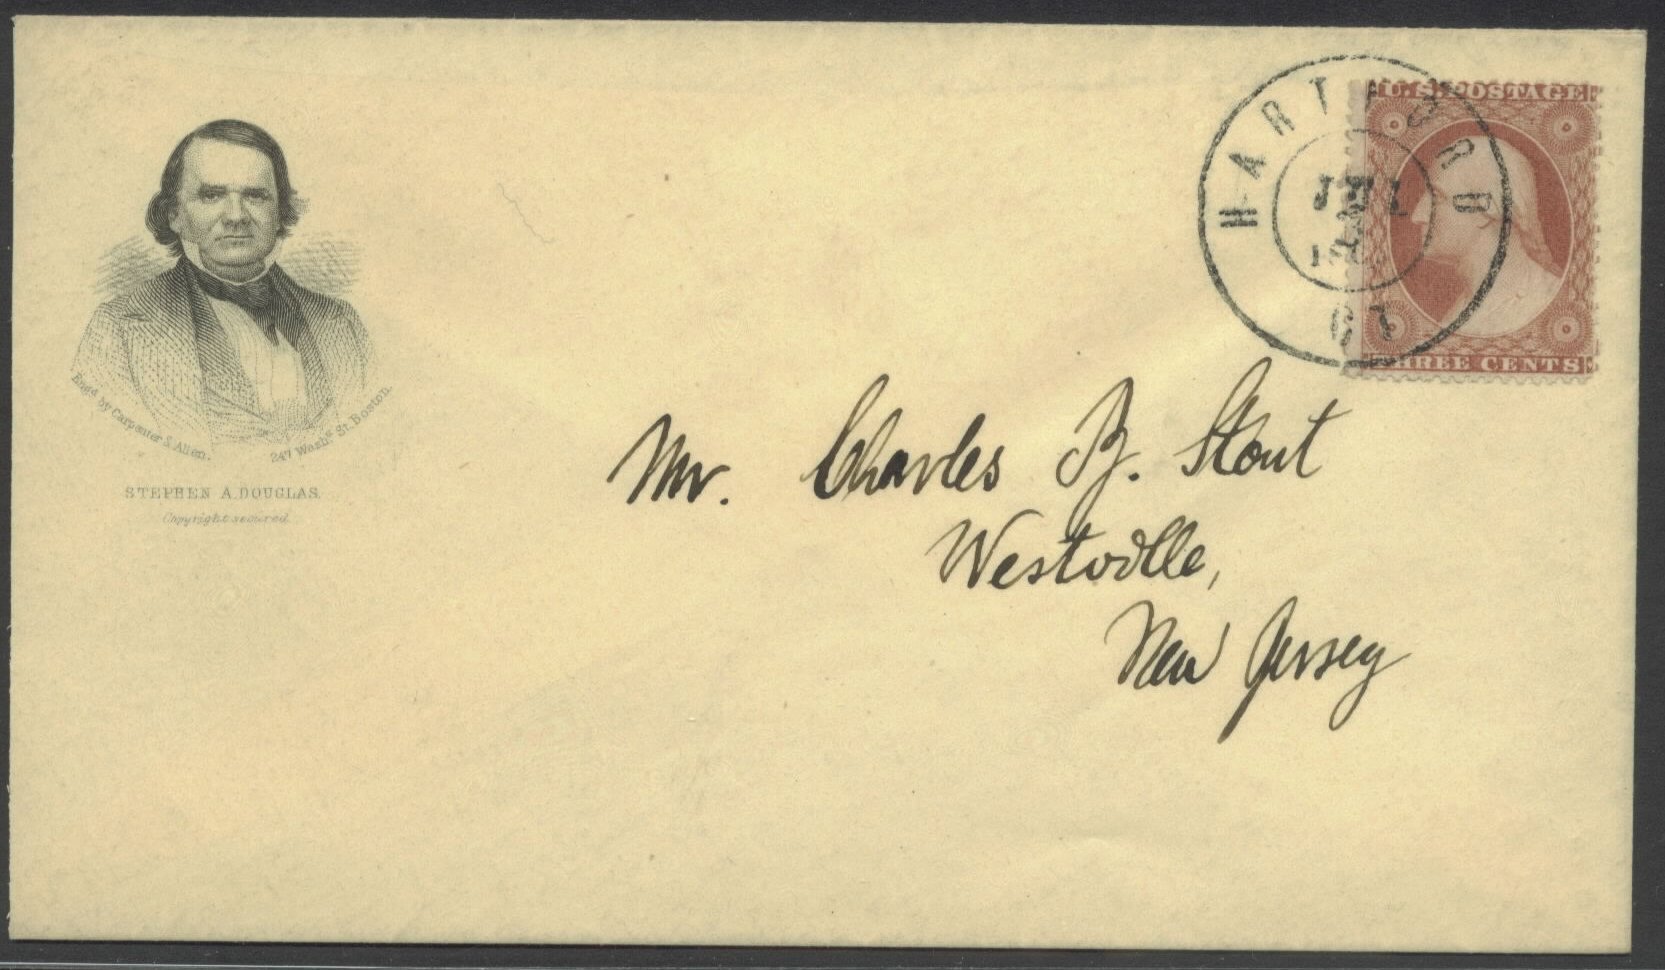 U.S. POSTAGE
HARTFORD
JUL
CT
THREE CENTS
Engd by Carpenter & Allen. 247 Washn St. Boston.
STEPHEN A. DOUGLAS.
Copyright secured.
Mr. Charles B. Stout
Westville,
New Jersey